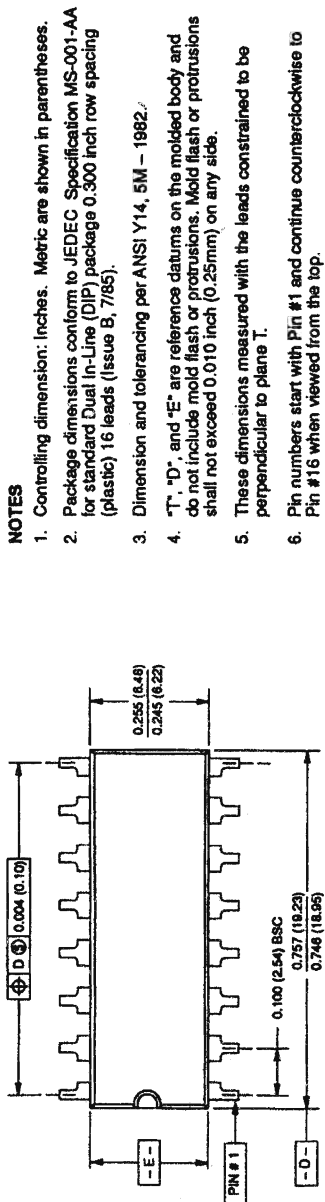 NOTES
1. Controlling dimension: Inches. Metric are shown in parentheses.
2. Package dimensions conform to JEDEC Specification MS-001-AA
for standard Dual In-Line (DIP) package 0.300 inch row spacing
(plastic) 16 leads (Issue B, 7/85).
3. Dimension and tolerancing per ANSI Y14, 5M – 1982.
4. "T", "D", and "E" are reference datums on the molded body and
do not include mold flash or protrusions. Mold flash or protrusions
shall not exceed 0.010 inch (0.25mm) on any side.
5. These dimensions measured with the leads constrained to be
perpendicular to plane T.
6. Pin numbers start with Pin #1 and continue counterclockwise to
Pin #16 when viewed from the top.
⌖ D Ⓢ 0.004 (0.10)
0.255 (6.48)
0.245 (6.22)
- E -
PIN # 1
0.100 (2.54) BSC
0.757 (19.23)
0.746 (18.95)
- D -